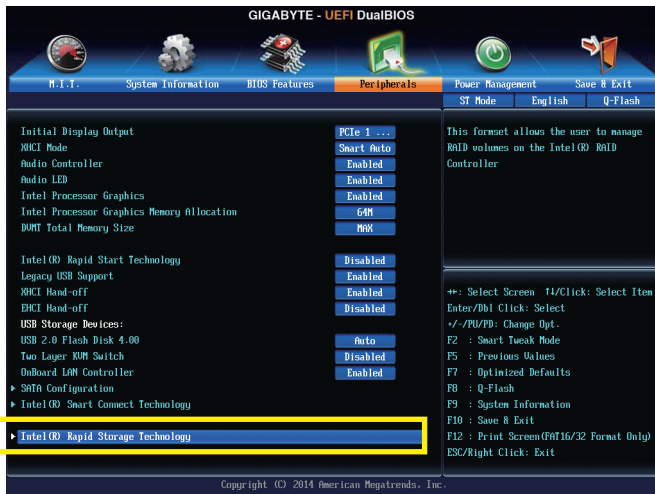 GIGABYTE - UEFI DualBIOS
M.I.T. System Information BIOS Features Peripherals Power Management Save & Exit
ST Mode English Q-Flash
Initial Display Output PCIe 1 ...
XHCI Mode Smart Auto
Audio Controller Enabled
Audio LED Enabled
Intel Processor Graphics Enabled
Intel Processor Graphics Memory Allocation 64M
DVMT Total Memory Size MAX
Intel(R) Rapid Start Technology Disabled
Legacy USB Support Enabled
XHCI Hand-off Enabled
EHCI Hand-off Disabled
USB Storage Devices:
USB 2.0 Flash Disk 4.00 Auto
Two Layer KVM Switch Disabled
OnBoard LAN Controller Enabled
SATA Configuration
Intel(R) Smart Connect Technology
Intel(R) Rapid Storage Technology
This formset allows the user to manage
RAID volumes on the Intel(R) RAID
Controller
→←: Select Screen ↑↓/Click: Select Item
Enter/Dbl Click: Select
+/-/PU/PD: Change Opt.
F2 : Smart Tweak Mode
F5 : Previous Values
F7 : Optimized Defaults
F8 : Q-Flash
F9 : System Information
F10 : Save & Exit
F12 : Print Screen(FAT16/32 Format Only)
ESC/Right Click: Exit
Copyright (C) 2014 American Megatrends, Inc.